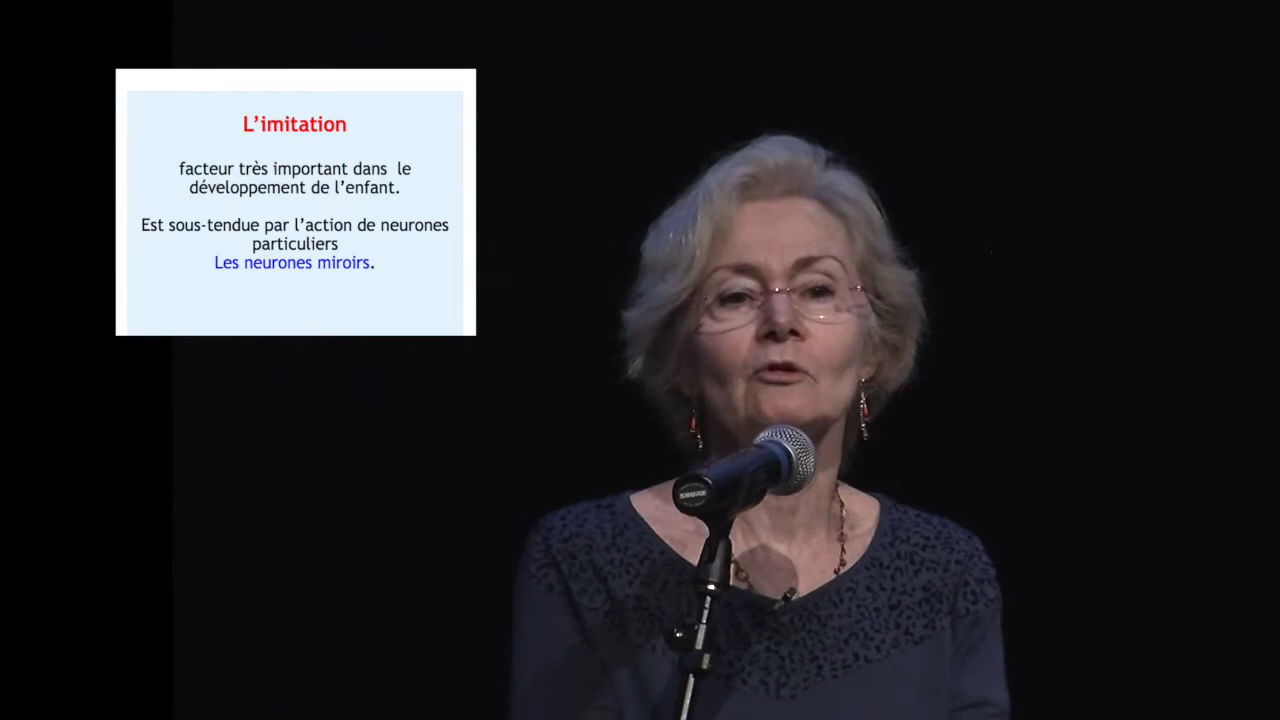 L’imitation
facteur très important dans le
développement de l’enfant.
Est sous-tendue par l’action de neurones
particuliers
Les neurones miroirs.
SHURE